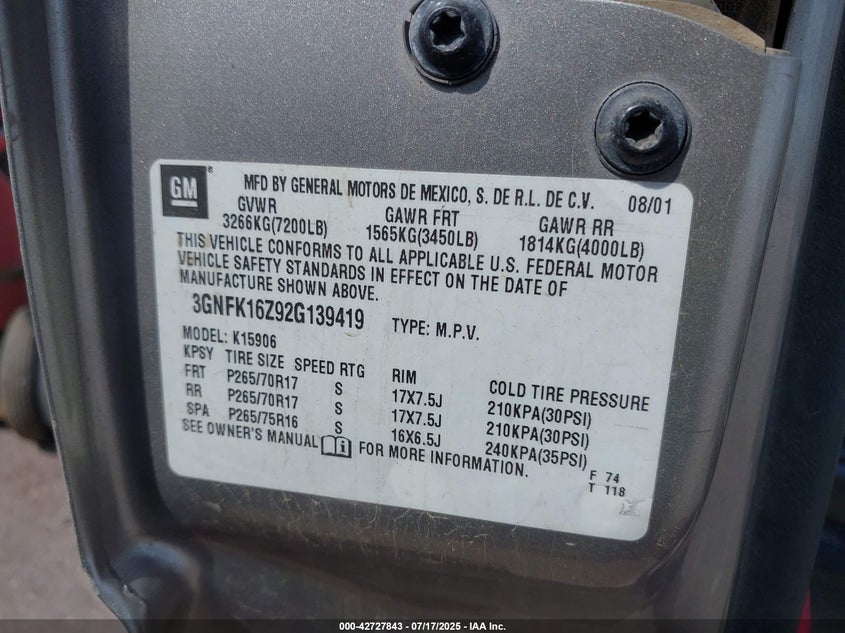 GM® MFD BY GENERAL MOTORS DE MEXICO, S. DE R.L. DE C.V. 08/01
GVWR GAWR FRT GAWR RR
3266KG(7200LB) 1565KG(3450LB) 1814KG(4000LB)
THIS VEHICLE CONFORMS TO ALL APPLICABLE U.S. FEDERAL MOTOR
VEHICLE SAFETY STANDARDS IN EFFECT ON THE DATE OF
MANUFACTURE SHOWN ABOVE.
3GNFK16Z92G139419 TYPE: M.P.V.
MODEL: K15906
KPSY TIRE SIZE SPEED RTG RIM COLD TIRE PRESSURE
FRT P265/70R17 S 17X7.5J 210KPA(30PSI)
RR P265/70R17 S 17X7.5J 210KPA(30PSI)
SPA P265/75R16 S 16X6.5J 240KPA(35PSI)
SEE OWNER'S MANUAL FOR MORE INFORMATION.
F 74
T 118
000-42727843 - 07/17/2025 - IAA Inc.